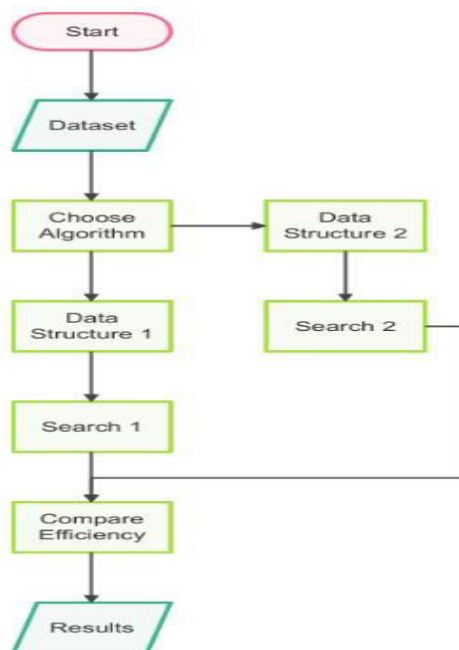 Start
Dataset
Choose
Algorithm
Data
Structure 2
Data
Structure 1
Search 2
Search 1
Compare
Efficiency
Results